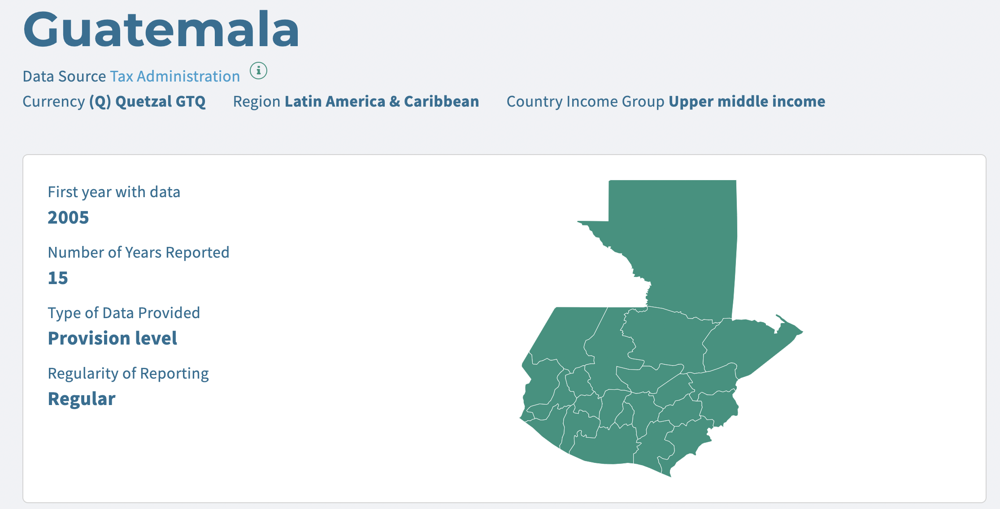 Guatemala
Data Source Tax Administration
Currency (Q) Quetzal GTQ Region Latin America & Caribbean Country Income Group Upper middle income
First year with data
2005
Number of Years Reported
15
Type of Data Provided
Provision level
Regularity of Reporting
Regular